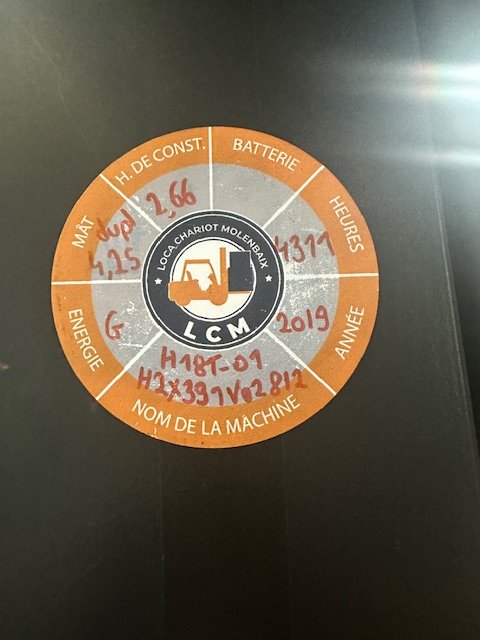 H. DE CONST.
2,66
BATTERIE
HEURES
4311
ANNÉE
2019
NOM DE LA MACHINE
H18T-01
H2X391V02812
ENERGIE
G
MÂT
dupl
4,25
LOCA CHARIOT MOLENBAIX
LCM